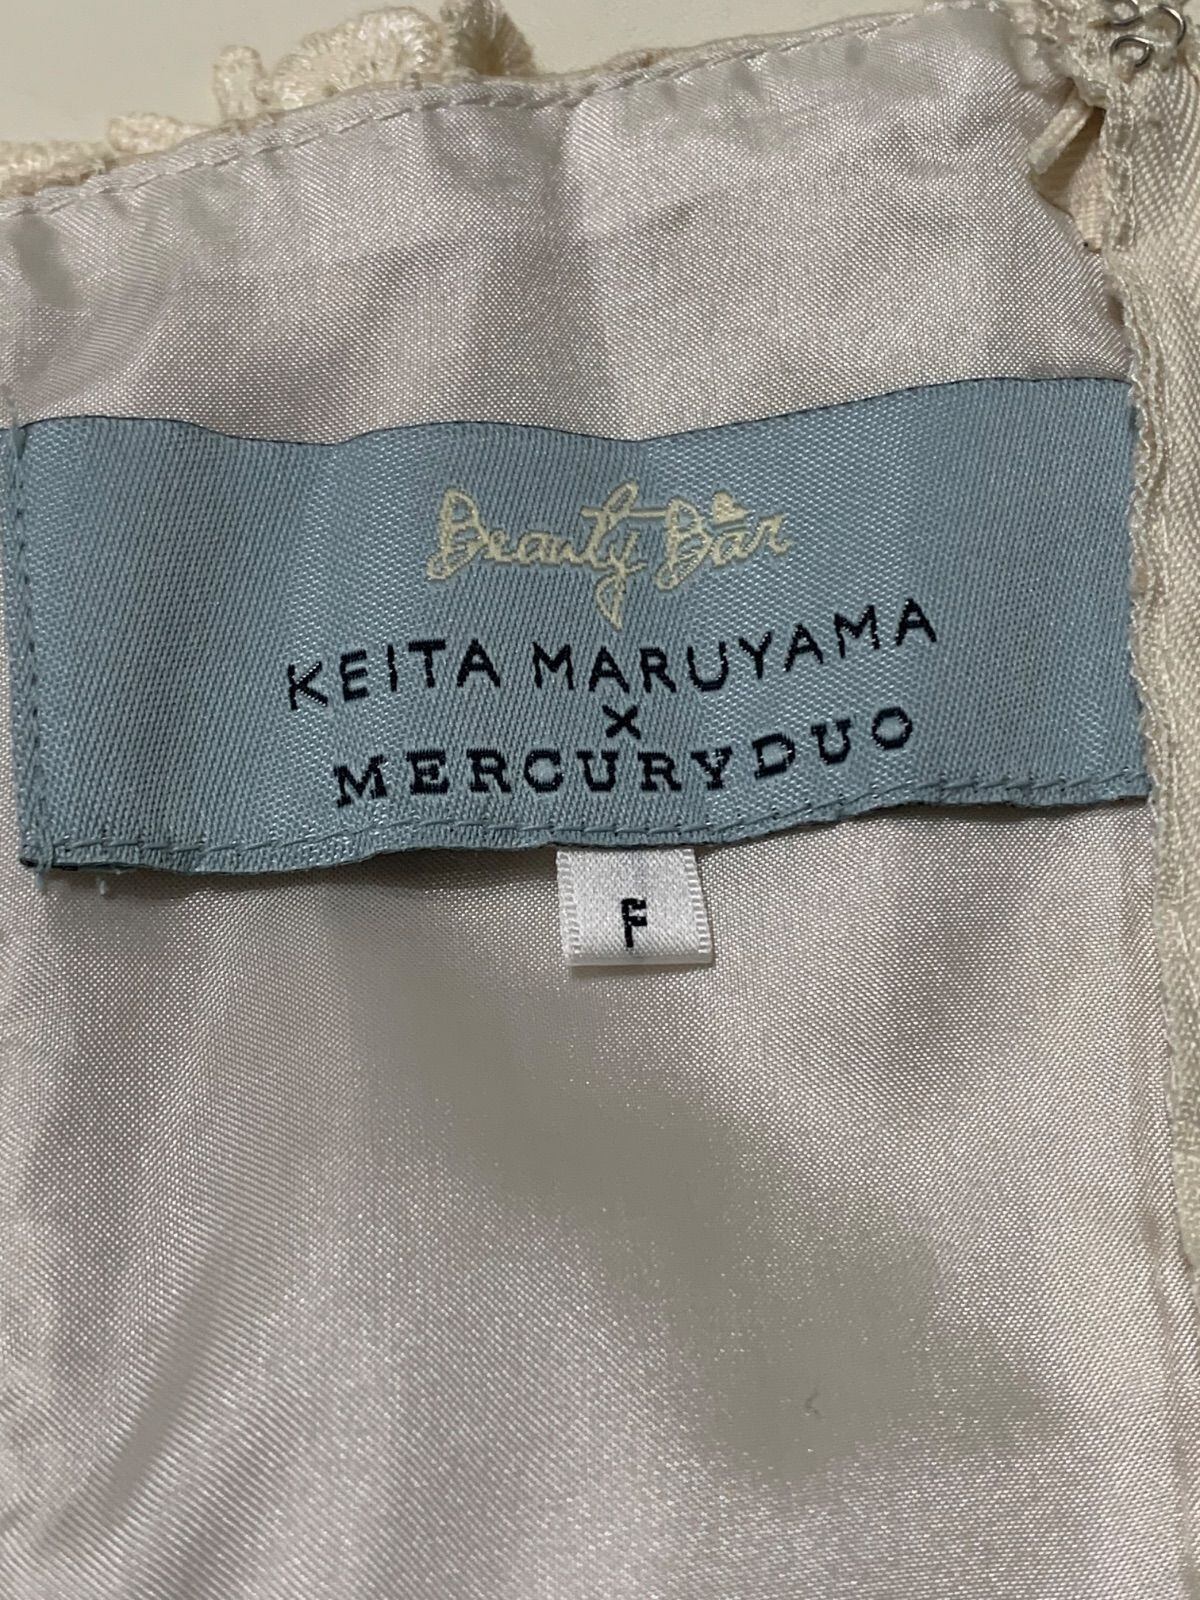 Beauty Bar
KEITA MARUYAMA
×
MERCURYDUO
F